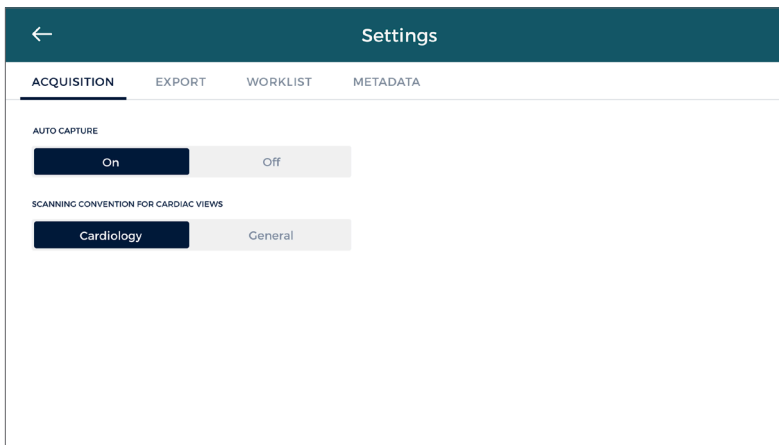 Settings
ACQUISITION EXPORT WORKLIST METADATA
AUTO CAPTURE
On Off
SCANNING CONVENTION FOR CARDIAC VIEWS
Cardiology General